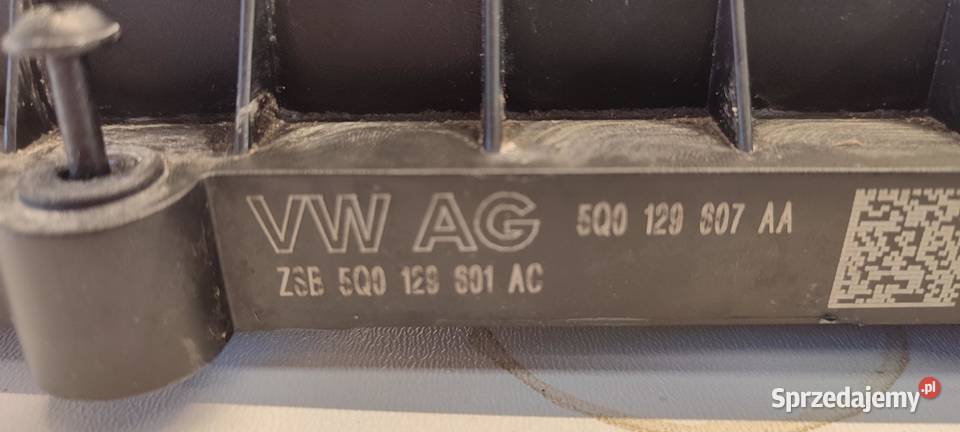 VW AG
5Q0 129 607 AA
ZSB 5Q0 129 601 AC
Sprzedajemy.pl